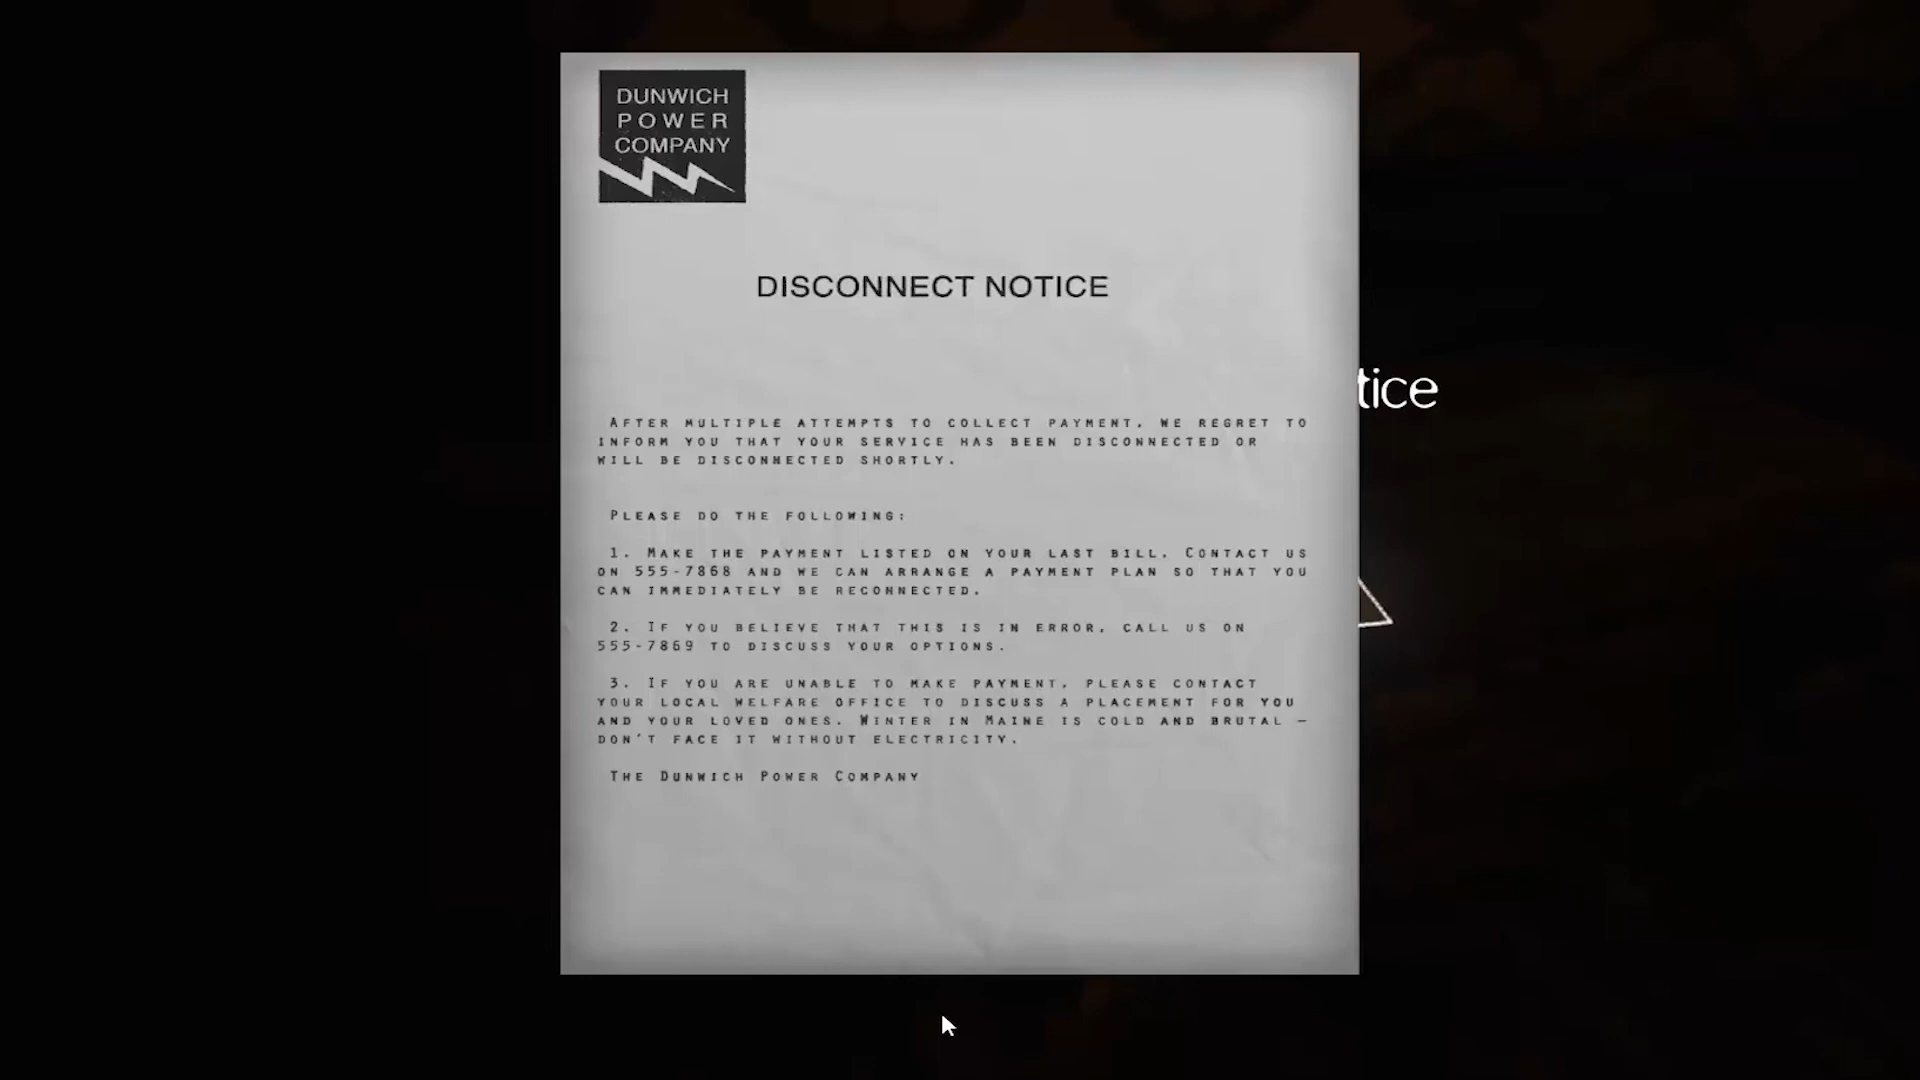 DUNWICH
POWER
COMPANY
DISCONNECT NOTICE
tice
After multiple attempts to collect payment, we regret to
inform you that your service has been disconnected or
will be disconnected shortly.
Please do the following:
1. Make the payment listed on your last bill. Contact us
on 555-7868 and we can arrange a payment plan so that you
can immediately be reconnected.
2. If you believe that this is in error, call us on
555-7869 to discuss your options.
3. If you are unable to make payment, please contact
your local welfare office to discuss a placement for you
and your loved ones. Winter in Maine is cold and brutal –
don't face it without electricity.
The Dunwich Power Company